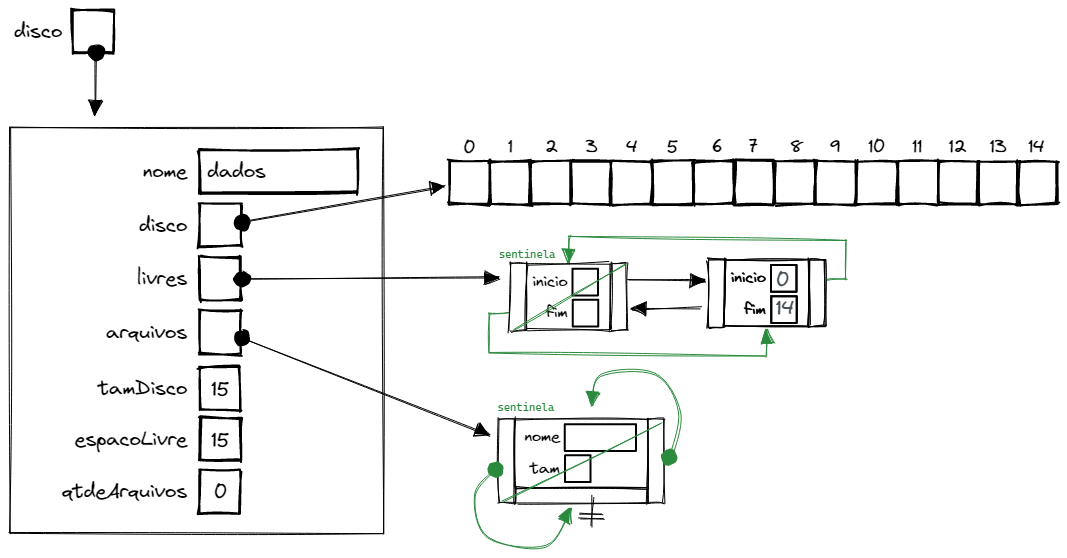 disco
nome dados
disco
livres
arquivos
tamDisco 15
espacoLivre 15
qtdeArquivos 0
0 1 2 3 4 5 6 7 8 9 10 11 12 13 14
sentinela
inicio
fim
inicio 0
fim 14
sentinela
nome
tam